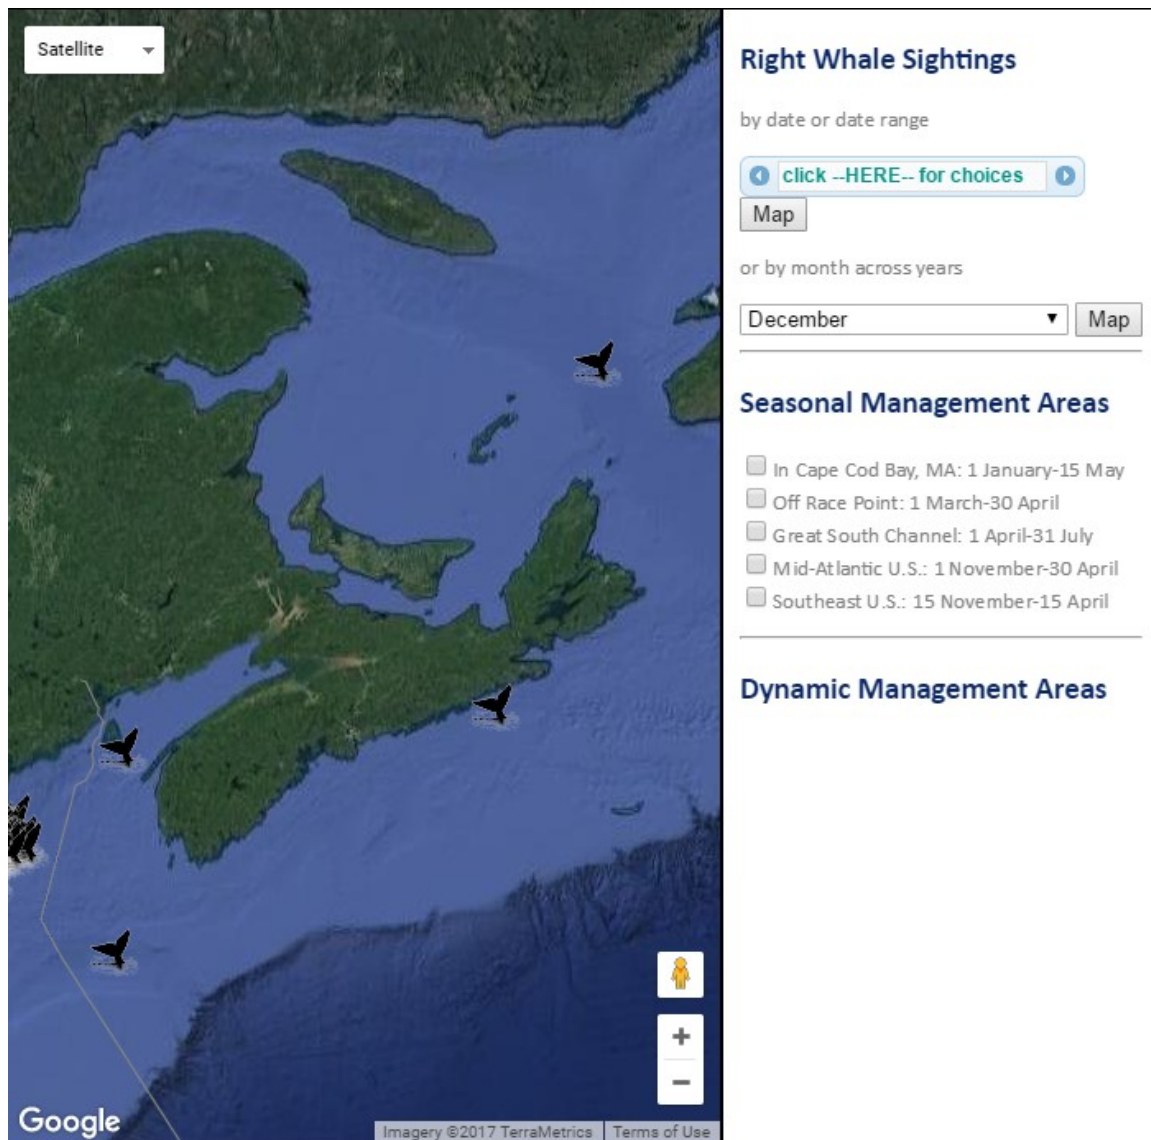 Satellite
Google
Imagery ©2017 TerraMetrics
Terms of Use
Right Whale Sightings
by date or date range
click --HERE-- for choices
Map
or by month across years
December
Map
Seasonal Management Areas
In Cape Cod Bay, MA: 1 January-15 May
Off Race Point: 1 March-30 April
Great South Channel: 1 April-31 July
Mid-Atlantic U.S.: 1 November-30 April
Southeast U.S.: 15 November-15 April
Dynamic Management Areas